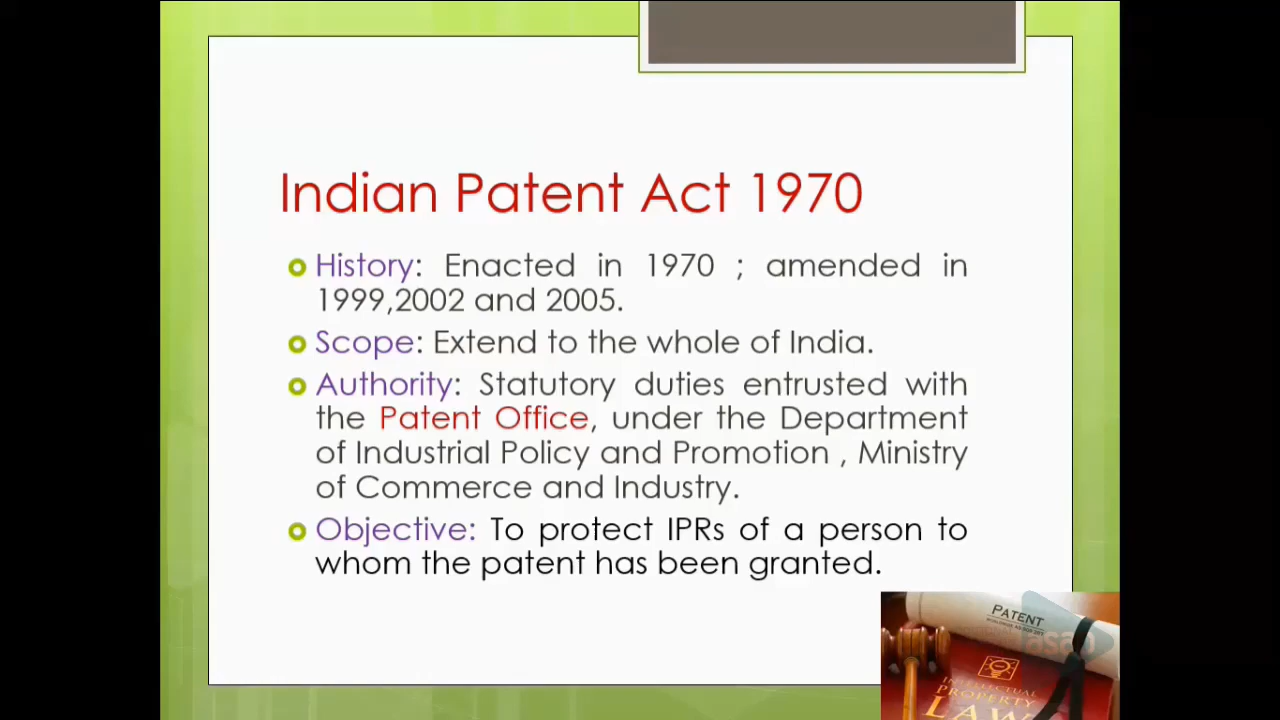 Indian Patent Act 1970
History: Enacted in 1970 ; amended in
1999,2002 and 2005.
Scope: Extend to the whole of India.
Authority: Statutory duties entrusted with
the Patent Office, under the Department
of Industrial Policy and Promotion , Ministry
of Commerce and Industry.
Objective: To protect IPRs of a person to
whom the patent has been granted.
PATENT
INTELLECTUAL
PROPERTY
LAW